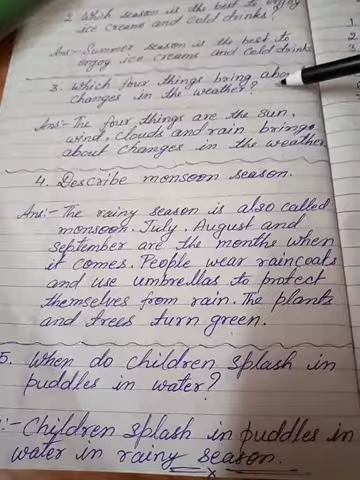 2. Which season is the best to enjoy
ice creams and cold drinks?
Ans:- Summer season is the best to
enjoy ice creams and cold drinks
3. Which four things bring abo
changes in the weather?
Ans:- The four things are the sun,
wind, clouds and rain brings
about changes in the weather
4. Describe monsoon season.
Ans:- The rainy season is also called
monsoon. July, August and
September are the months when
it comes. People wear raincoats
and use umbrellas to protect
themselves from rain. The plants
and trees turn green.
5. When do children splash in
puddles in water?
:- Children splash in puddles in
water in rainy season.
1.
2.
3.